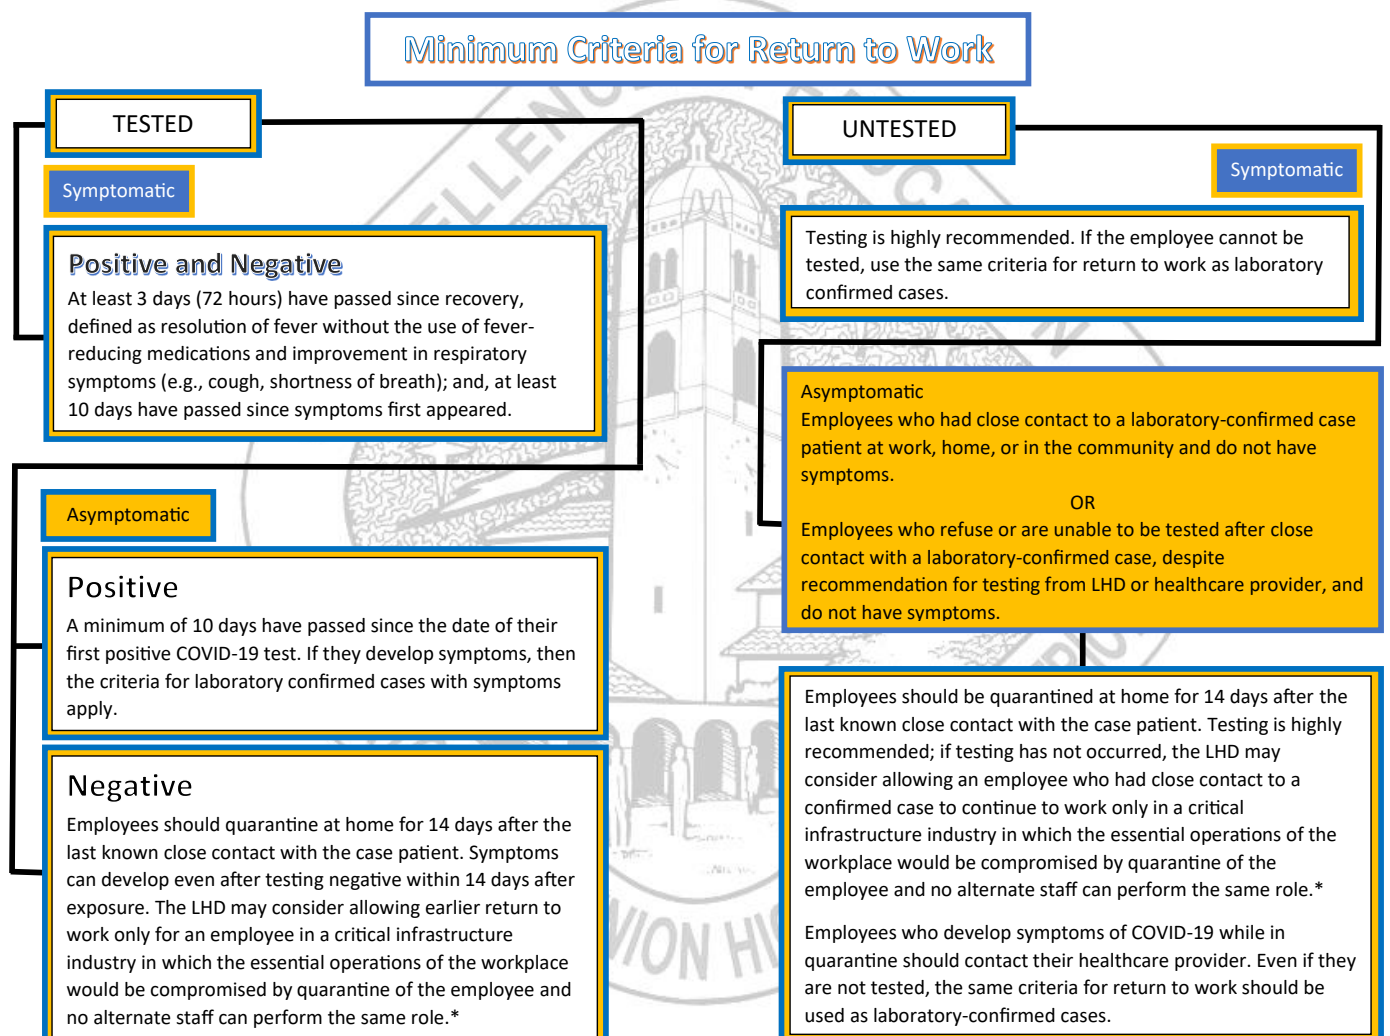 Minimum Criteria for Return to Work
TESTED
Symptomatic
Positive and Negative
At least 3 days (72 hours) have passed since recovery,
defined as resolution of fever without the use of fever-
reducing medications and improvement in respiratory
symptoms (e.g., cough, shortness of breath); and, at least
10 days have passed since symptoms first appeared.
Asymptomatic
Positive
A minimum of 10 days have passed since the date of their
first positive COVID-19 test. If they develop symptoms, then
the criteria for laboratory confirmed cases with symptoms
apply.
Negative
Employees should quarantine at home for 14 days after the
last known close contact with the case patient. Symptoms
can develop even after testing negative within 14 days after
exposure. The LHD may consider allowing earlier return to
work only for an employee in a critical infrastructure
industry in which the essential operations of the workplace
would be compromised by quarantine of the employee and
no alternate staff can perform the same role.*
UNTESTED
Symptomatic
Testing is highly recommended. If the employee cannot be
tested, use the same criteria for return to work as laboratory
confirmed cases.
Asymptomatic
Employees who had close contact to a laboratory-confirmed case
patient at work, home, or in the community and do not have
symptoms.
OR
Employees who refuse or are unable to be tested after close
contact with a laboratory-confirmed case, despite
recommendation for testing from LHD or healthcare provider, and
do not have symptoms.
Employees should be quarantined at home for 14 days after the
last known close contact with the case patient. Testing is highly
recommended; if testing has not occurred, the LHD may
consider allowing an employee who had close contact to a
confirmed case to continue to work only in a critical
infrastructure industry in which the essential operations of the
workplace would be compromised by quarantine of the
employee and no alternate staff can perform the same role.*
Employees who develop symptoms of COVID-19 while in
quarantine should contact their healthcare provider. Even if they
are not tested, the same criteria for return to work should be
used as laboratory-confirmed cases.